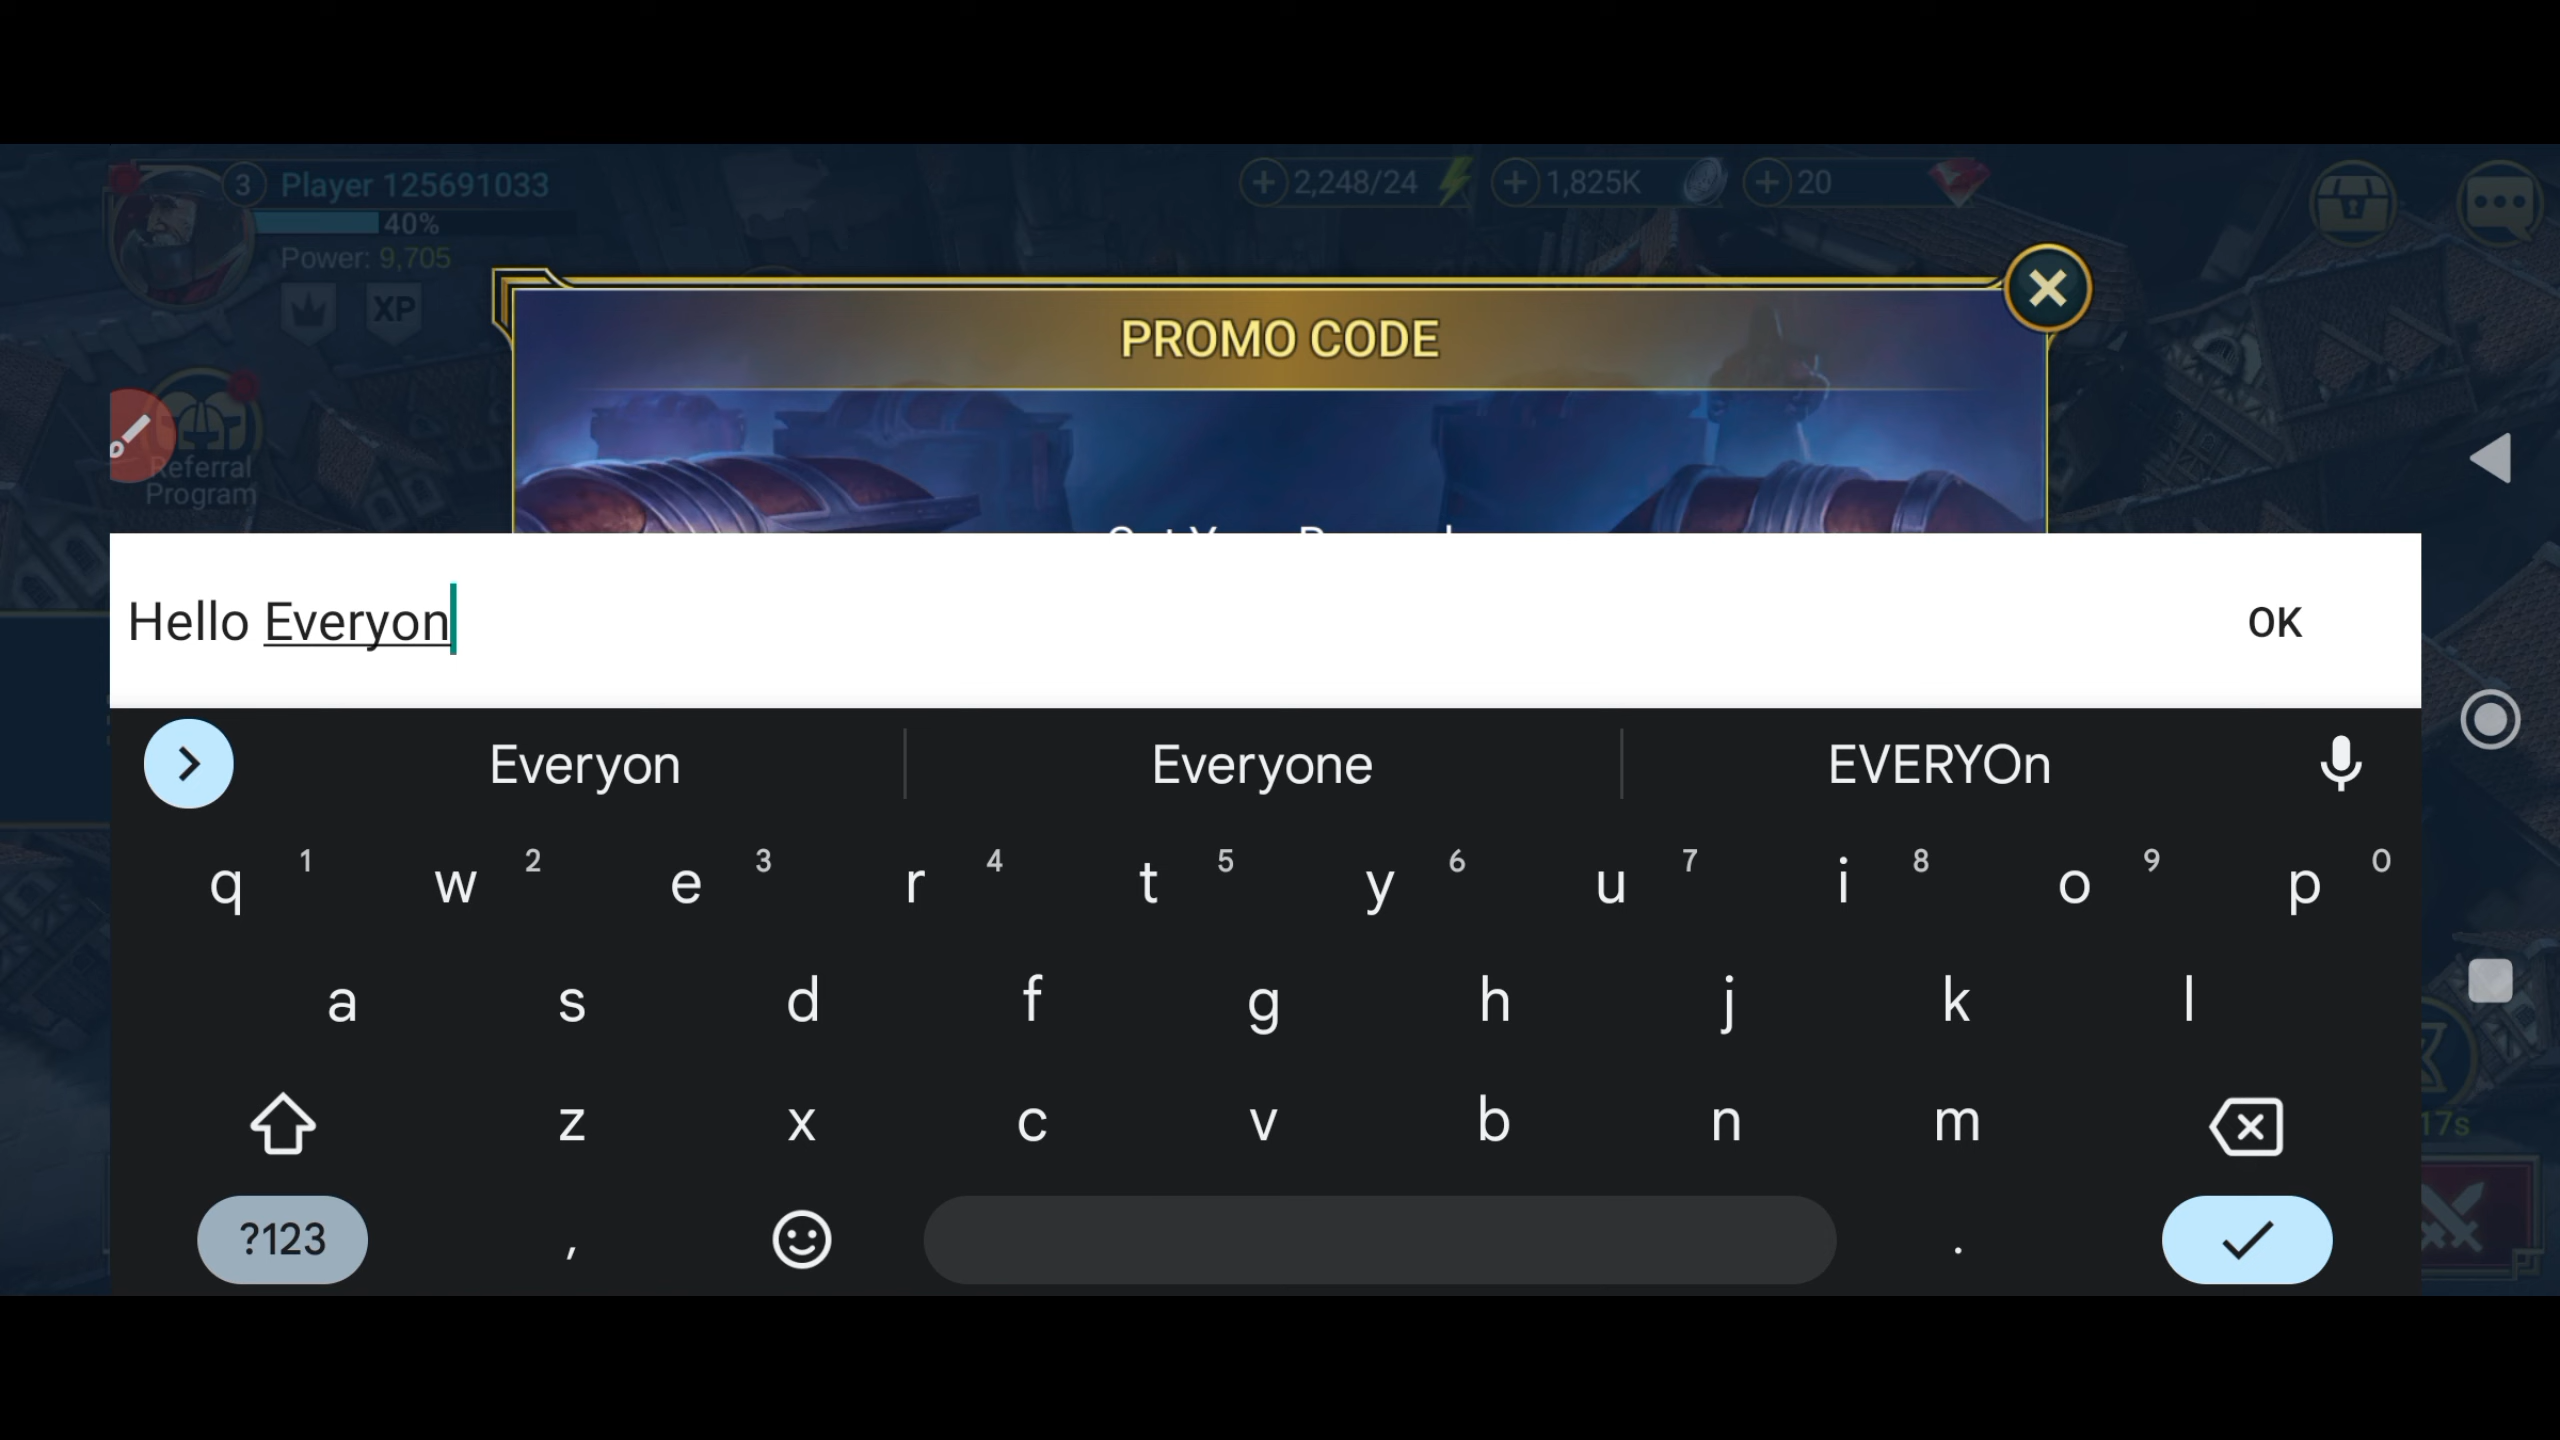 3 Player 125691033
2,248/24
1,825K
20
40%
Power: 9,705
XP
PROMO CODE
Referral
Program
Hello Everyon
OK
Everyon Everyone EVERYOn
q 1 w 2 e 3 r 4 t 5 y 6 u 7 i 8 o 9 p 0
a s d f g h j k l
z x c v b n m
17s
?123 , .